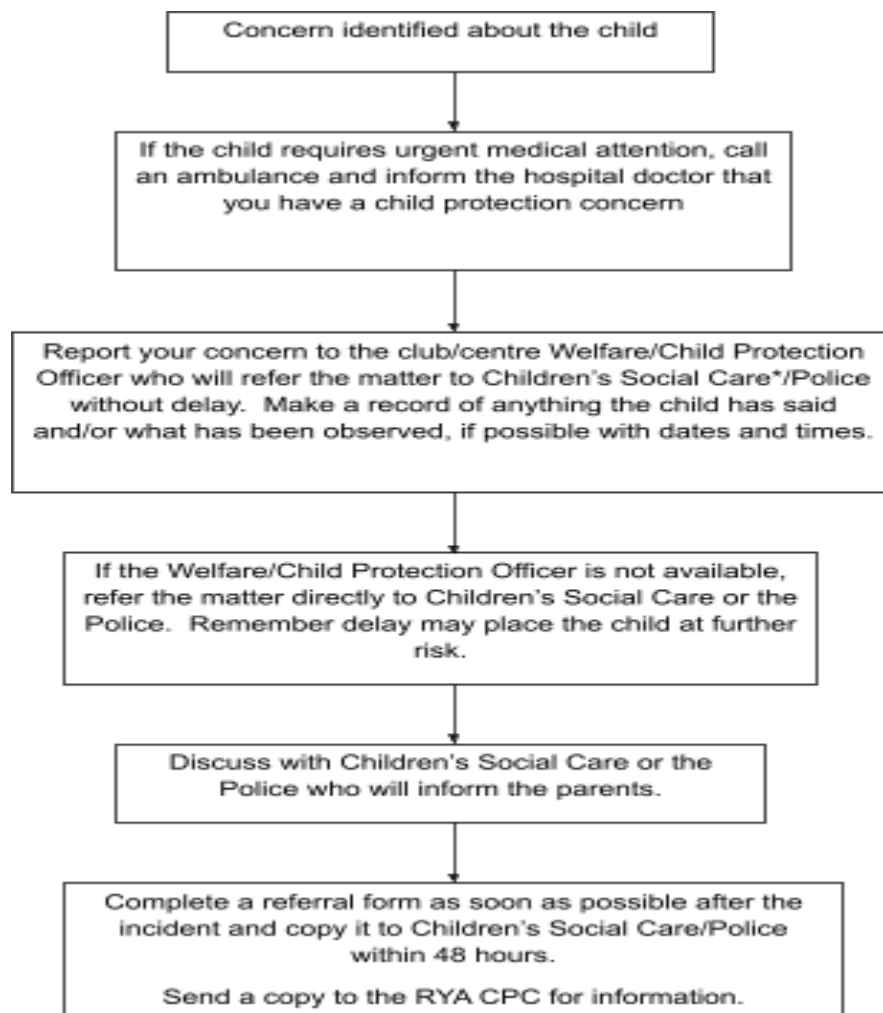 Concern identified about the child
If the child requires urgent medical attention, call
an ambulance and inform the hospital doctor that
you have a child protection concern
Report your concern to the club/centre Welfare/Child Protection
Officer who will refer the matter to Children's Social Care*/Police
without delay.  Make a record of anything the child has said
and/or what has been observed, if possible with dates and times.
If the Welfare/Child Protection Officer is not available,
refer the matter directly to Children's Social Care or the
Police.  Remember delay may place the child at further
risk.
Discuss with Children's Social Care or the
Police who will inform the parents.
Complete a referral form as soon as possible after the
incident and copy it to Children's Social Care/Police
within 48 hours.
Send a copy to the RYA CPC for information.